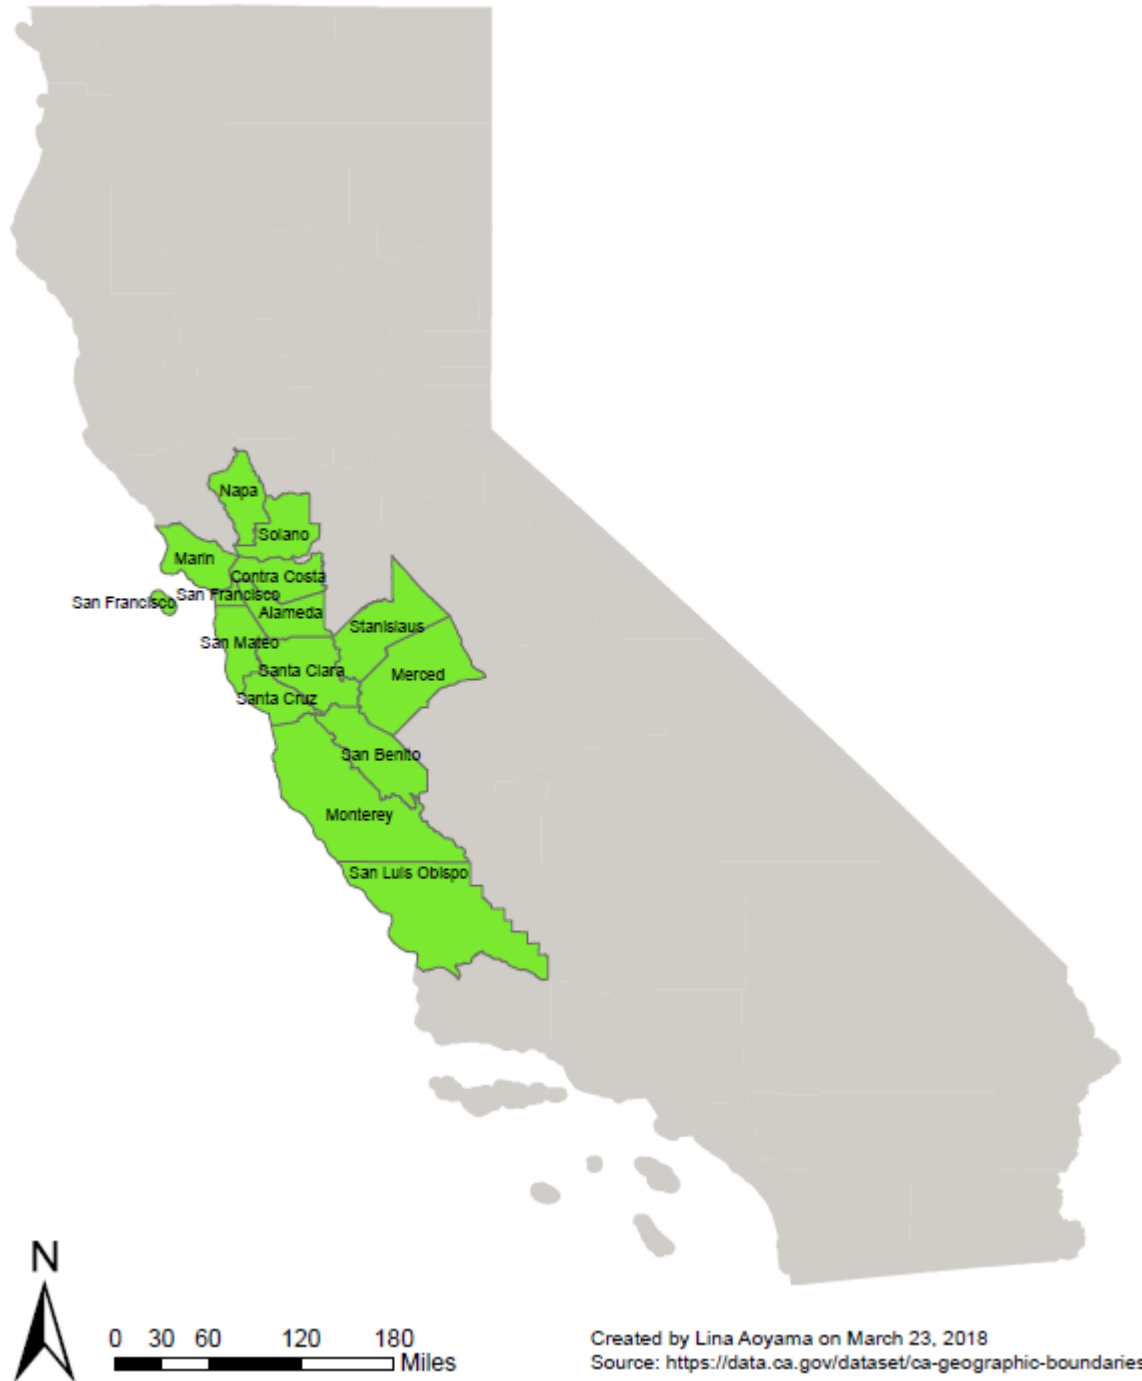 Napa
Solano
Marin
Contra Costa
San Francisco
San Francisco
Alameda
Stanislaus
San Mateo
Santa Clara
Merced
Santa Cruz
San Benito
Monterey
San Luis Obispo
N
0 30 60 120 180
Miles
Created by Lina Aoyama on March 23, 2018
Source: https://data.ca.gov/dataset/ca-geographic-boundaries